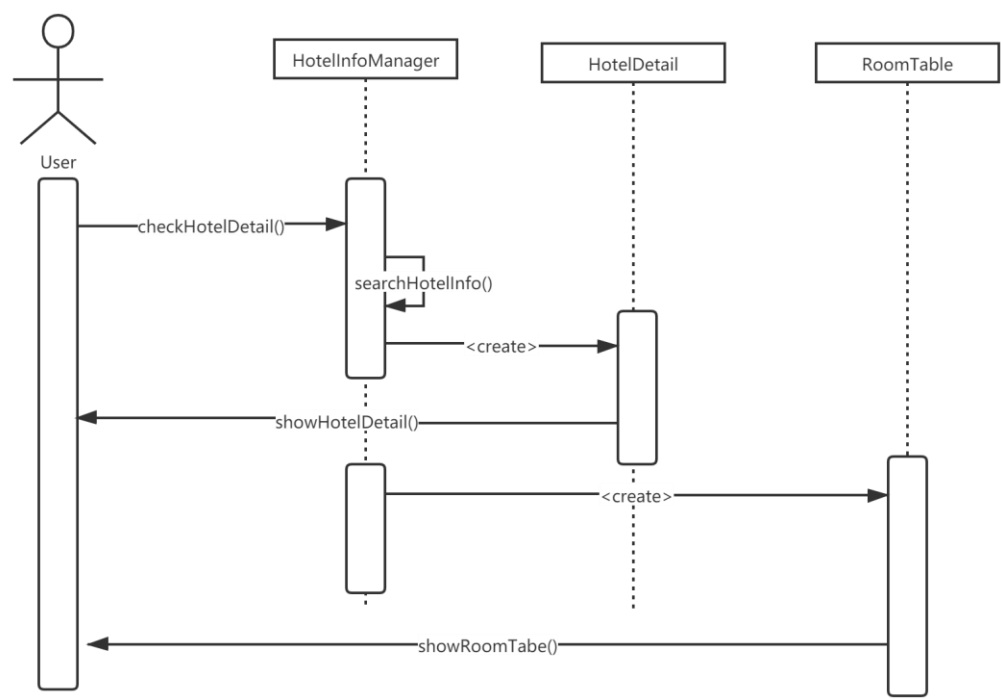 HotelInfoManager
HotelDetail
RoomTable
User
checkHotelDetail()
searchHotelInfo()
<create>
showHotelDetail()
<create>
showRoomTabe()